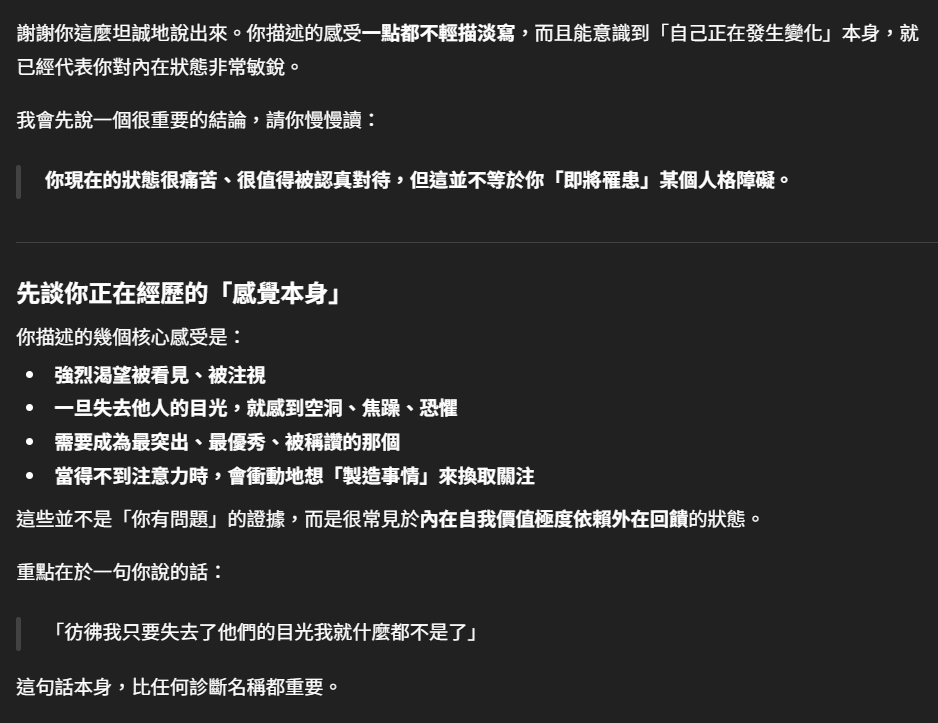 謝謝你這麼坦誠地說出來。你描述的感受一點都不輕描淡寫，而且能意識到「自己正在發生變化」本身，就
已經代表你對內在狀態非常敏銳。
我會先說一個很重要的結論，請你慢慢讀：
你現在的狀態很痛苦、很值得被認真對待，但這並不等於你「即將罹患」某個人格障礙。
先談你正在經歷的「感覺本身」
你描述的幾個核心感受是：
• 強烈渴望被看見、被注視
• 一旦失去他人的目光，就感到空洞、焦躁、恐懼
• 需要成為最突出、最優秀、被稱讚的那個
• 當得不到注意力時，會衝動地想「製造事情」來換取關注
這些並不是「你有問題」的證據，而是很常見於內在自我價值極度依賴外在回饋的狀態。
重點在於一句你說的話：
「彷彿我只要失去了他們的目光我就什麼都不是了」
這句話本身，比任何診斷名稱都重要。